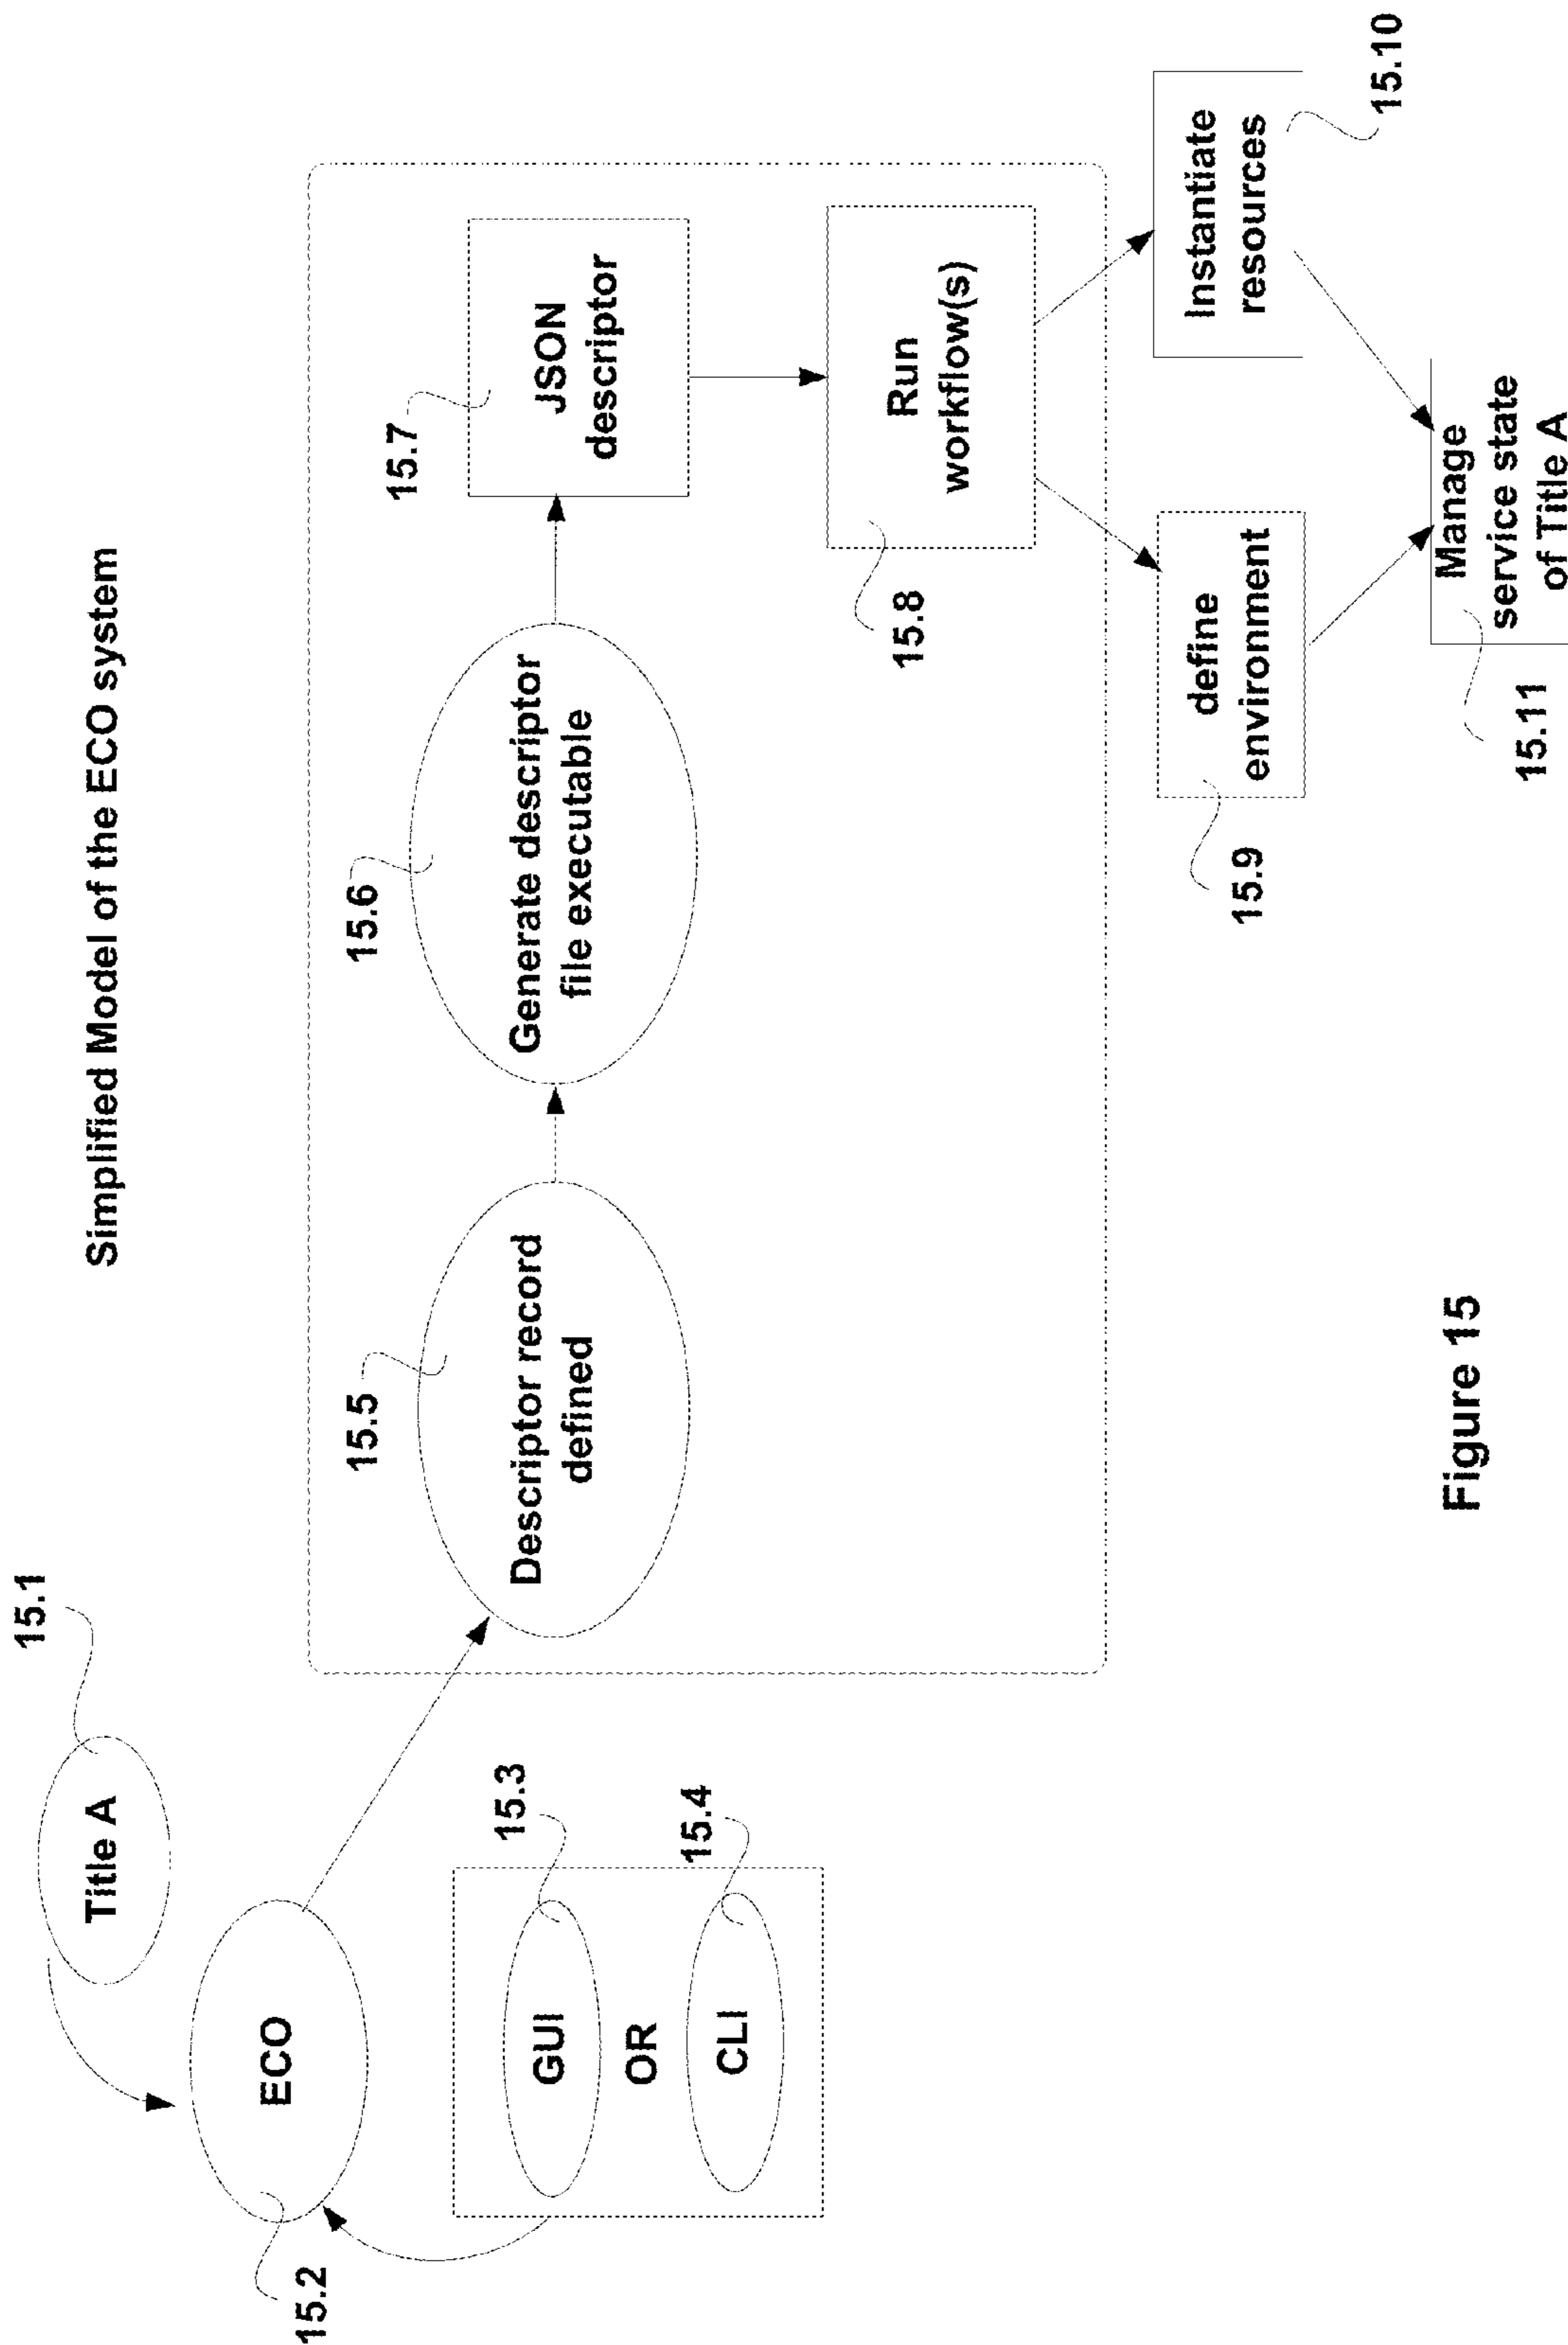 Simplified Model of the ECO system
15.1
Title A
15.2
ECO
15.3
GUI
OR
15.4
CLI
15.5
Descriptor record
defined
15.6
Generate descriptor
file executable
15.7
JSON
descriptor
15.8
Run
workflow(s)
15.9
define
environment
Instantiate
resources
15.10
Manage
service state
of Title A
15.11
Figure 15